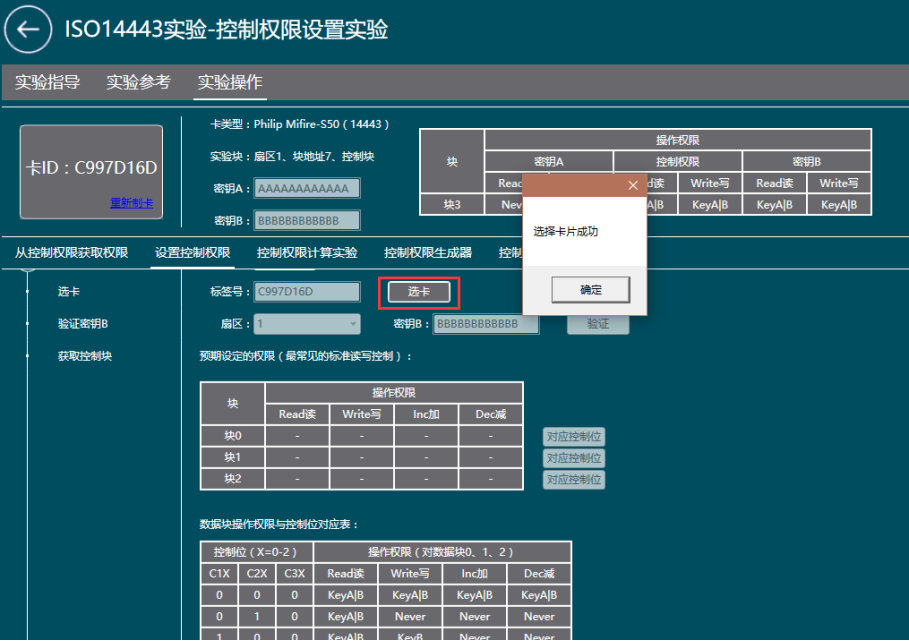 ISO14443实验-控制权限设置实验
实验指导 实验参考 实验操作
卡ID：C997D16D
重新制卡
卡类型：Philip Mifire-S50（14443）
实验块：扇区1、块地址7、控制块
密钥A： AAAAAAAAAAAA
密钥B： BBBBBBBBBBBB
块 操作权限
密钥A 控制权限 密钥B
Write写 Read读 Write写
块3 KeyA|B KeyA|B KeyA|B
选择卡片成功
确定
从控制权限获取权限 设置控制权限 控制权限计算实验 控制权限生成器
选卡
验证密钥B
获取控制块
标签号： C997D16D 选卡
扇区： 1 密钥B： BBBBBBBBBBBB 验证
预期设定的权限（最常见的标准读写控制）：
块 操作权限
Read读 Write写 Inc加 Dec减
块0 - - - - 对应控制位
块1 - - - - 对应控制位
块2 - - - - 对应控制位
数据块操作权限与控制位对应表：
控制位（X=0-2） 操作权限（对数据块0、1、2）
C1X C2X C3X Read读 Write写 Inc加 Dec减
0 0 0 KeyA|B KeyA|B KeyA|B KeyA|B
0 1 0 KeyA|B Never Never Never
1 0 0 KeyA|B KeyB Never Never